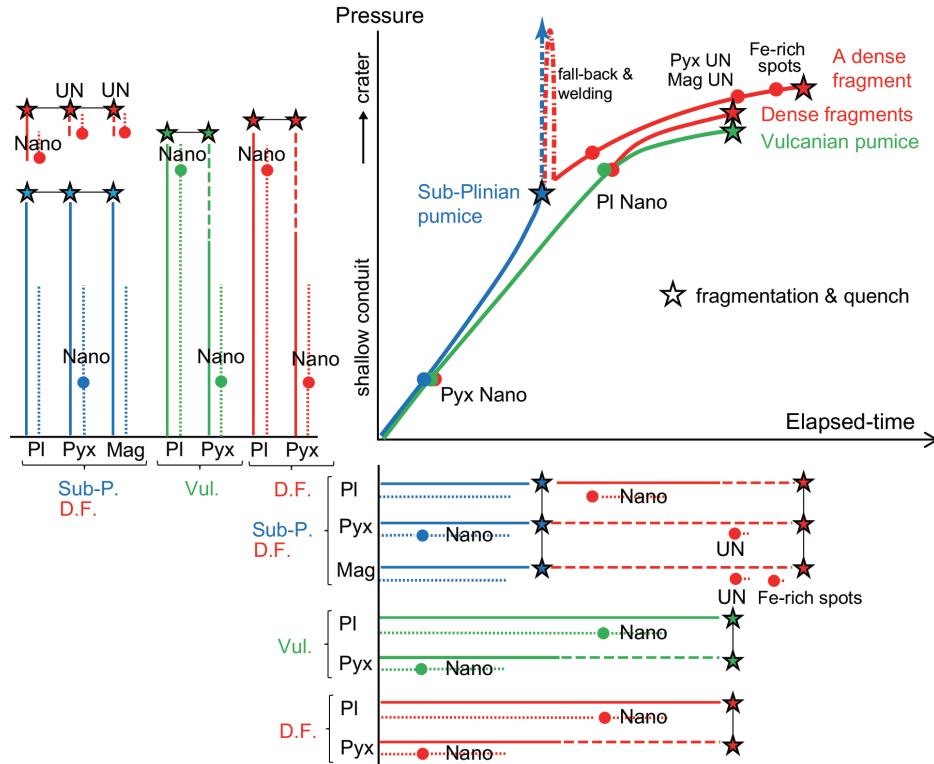 Pressure
crater
shallow conduit
Elapsed-time
fall-back &
welding
Pyx UN
Mag UN
Fe-rich
spots
A dense
fragment
Dense fragments
Vulcanian pumice
Sub-Plinian
pumice
Pl Nano
Pyx Nano
fragmentation & quench
UN
UN
Nano
Nano
Nano
Nano
Nano
Nano
Pl
Pyx
Mag
Pl
Pyx
Pl
Pyx
Sub-P.
D.F.
Vul.
D.F.
Sub-P.
D.F.
Pl
Nano
Pyx
Nano
UN
Mag
UN
Fe-rich spots
Vul.
Pl
Nano
Pyx
Nano
D.F.
Pl
Nano
Pyx
Nano